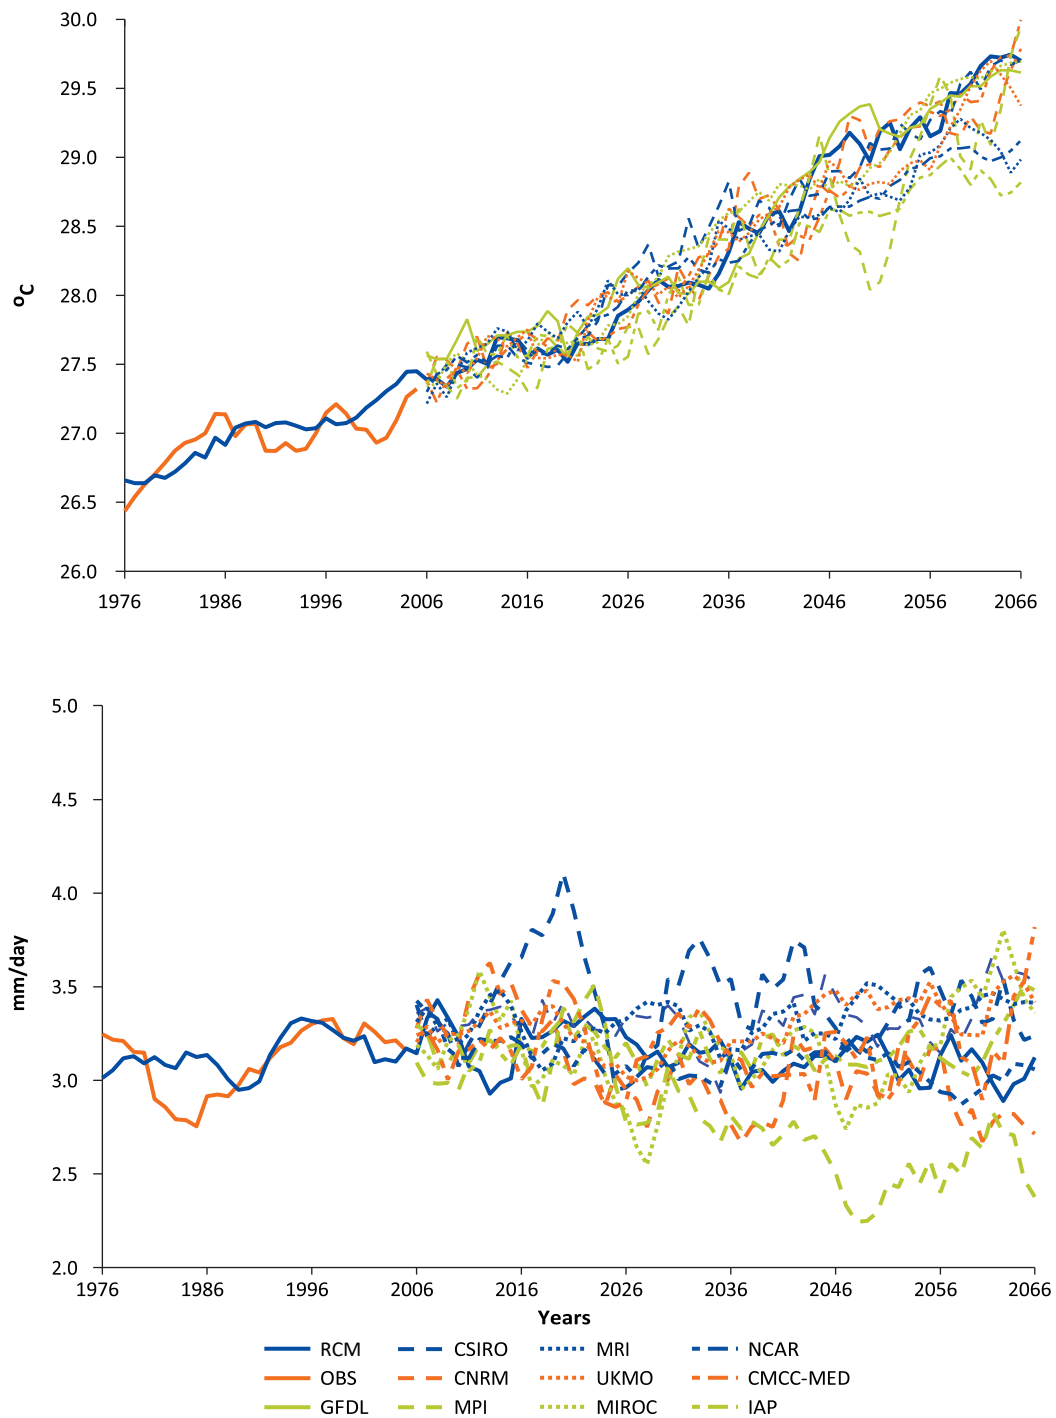 30.0
29.5
29.0
28.5
28.0
27.5
27.0
26.5
26.0
oC
1976 1986 1996 2006 2016 2026 2036 2046 2056 2066
5.0
4.5
4.0
3.5
3.0
2.5
2.0
mm/day
1976 1986 1996 2006 2016 2026 2036 2046 2056 2066
Years
RCM CSIRO MRI NCAR
OBS CNRM UKMO CMCC-MED
GFDL MPI MIROC IAP